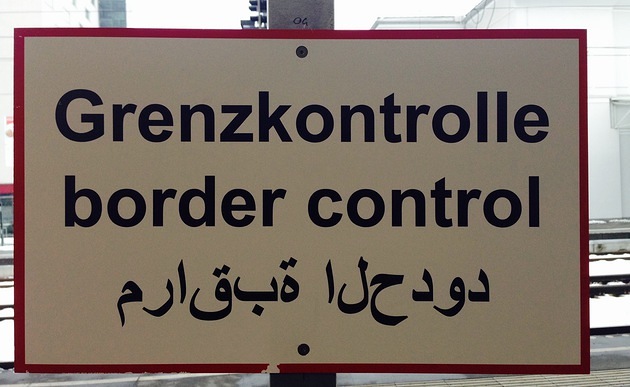 Grenzkontrolle
border control
مراقبة الحدود